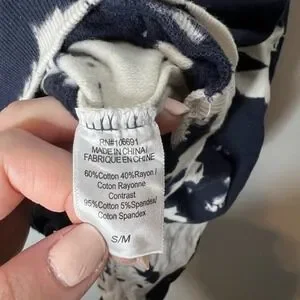 RN#106691
MADE IN CHINA/
FABRIQUE EN CHINE
60%Cotton 40%Rayon/
Coton Rayonne
Contrast
95%Cotton 5%Spandex/
Coton Spandex
S/M